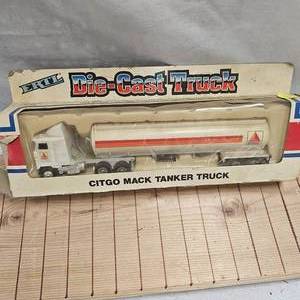 ERTL
Die-Cast Truck
CITGO MACK TANKER TRUCK